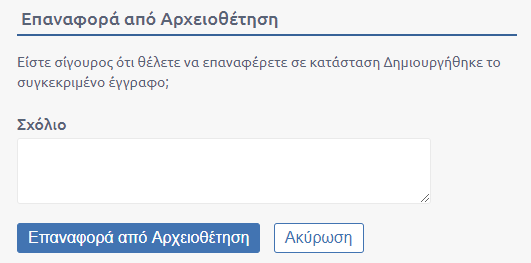 Επαναφορά από Αρχειοθέτηση
Είστε σίγουρος ότι θέλετε να επαναφέρετε σε κατάσταση Δημιουργήθηκε το
συγκεκριμένο έγγραφο;
Σχόλιο
Επαναφορά από Αρχειοθέτηση
Ακύρωση